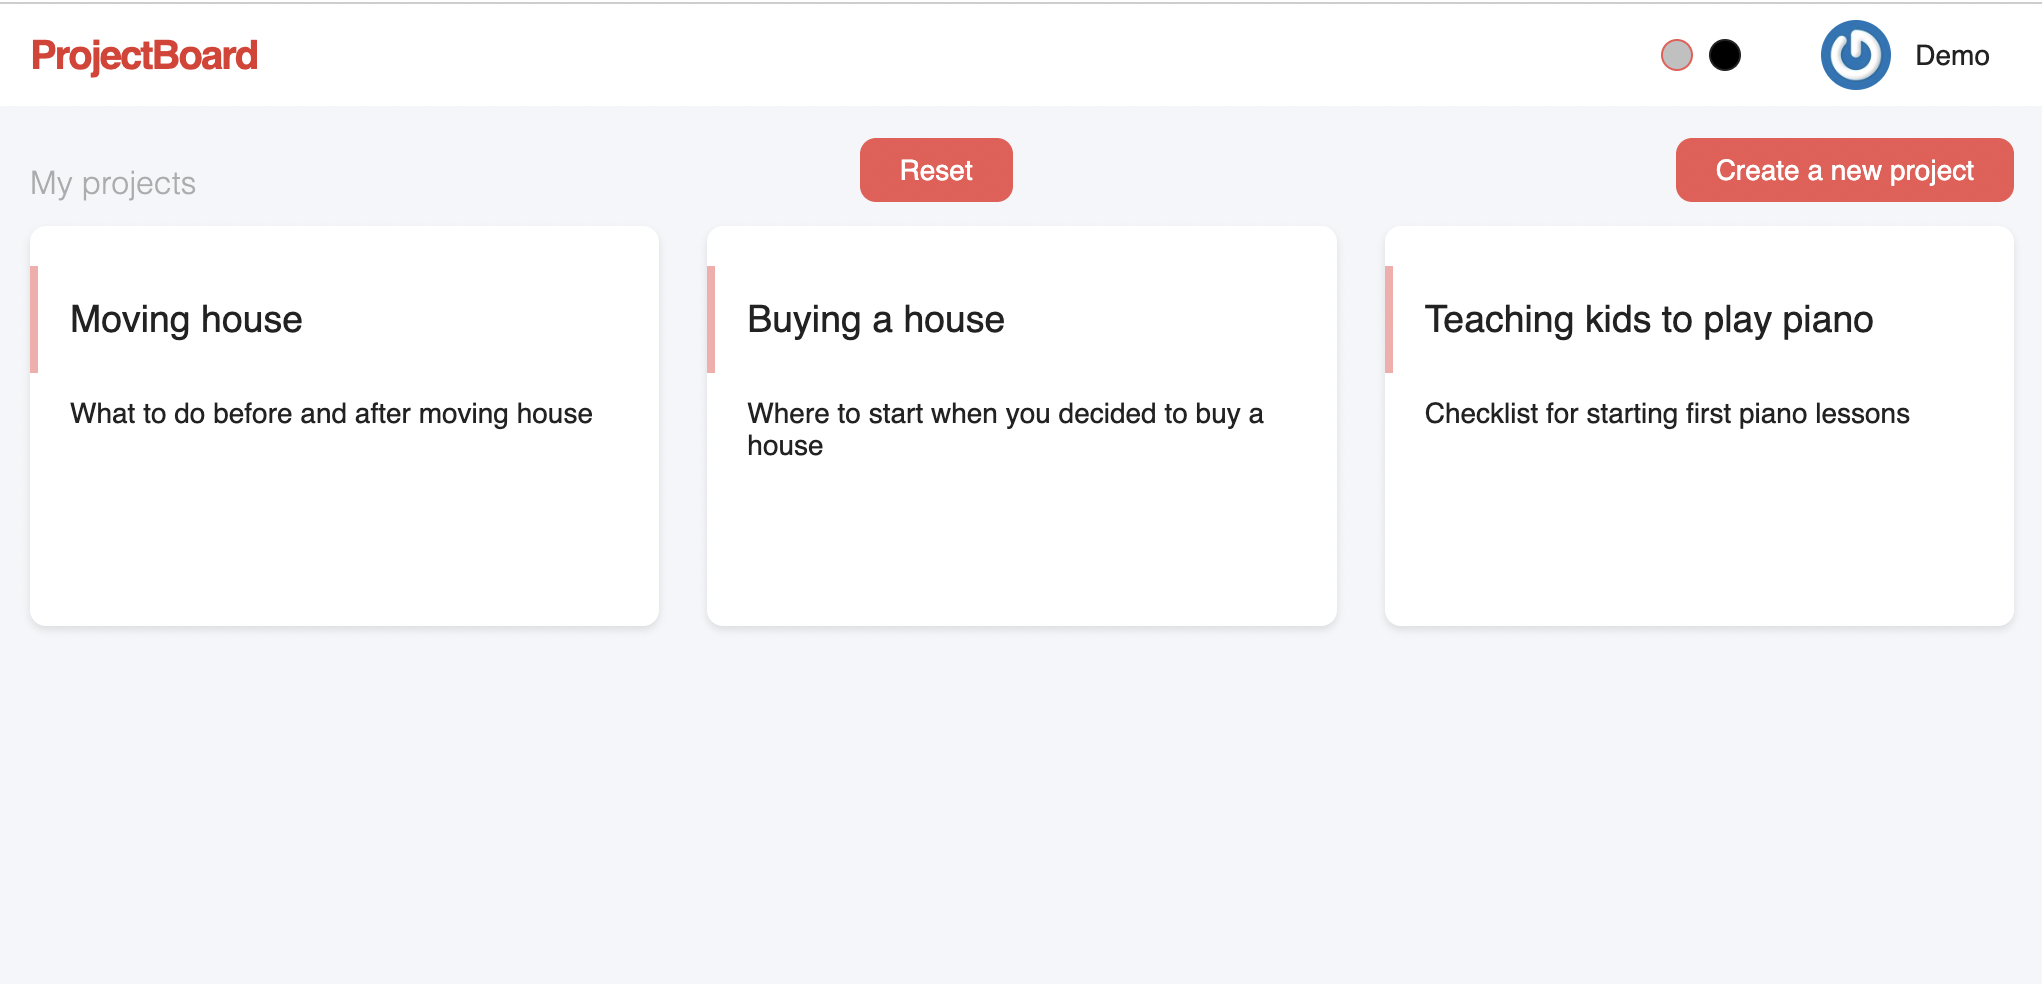 ProjectBoard
Demo
My projects
Reset
Create a new project
Moving house
What to do before and after moving house
Buying a house
Where to start when you decided to buy a
house
Teaching kids to play piano
Checklist for starting first piano lessons